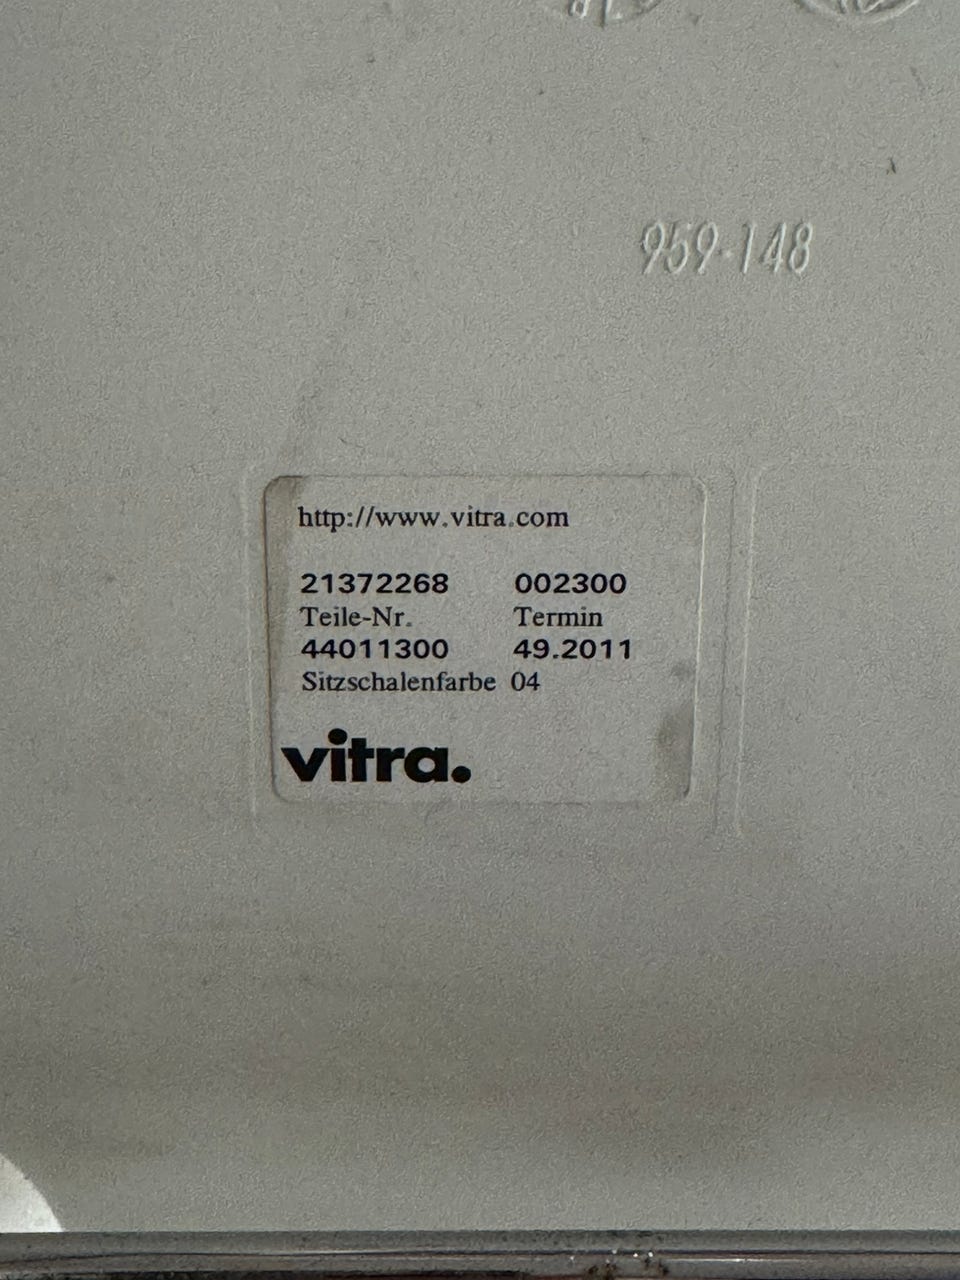 959-148
http://www.vitra.com
21372268 002300
Teile-Nr. Termin
44011300 49.2011
Sitzschalenfarbe 04
vitra.